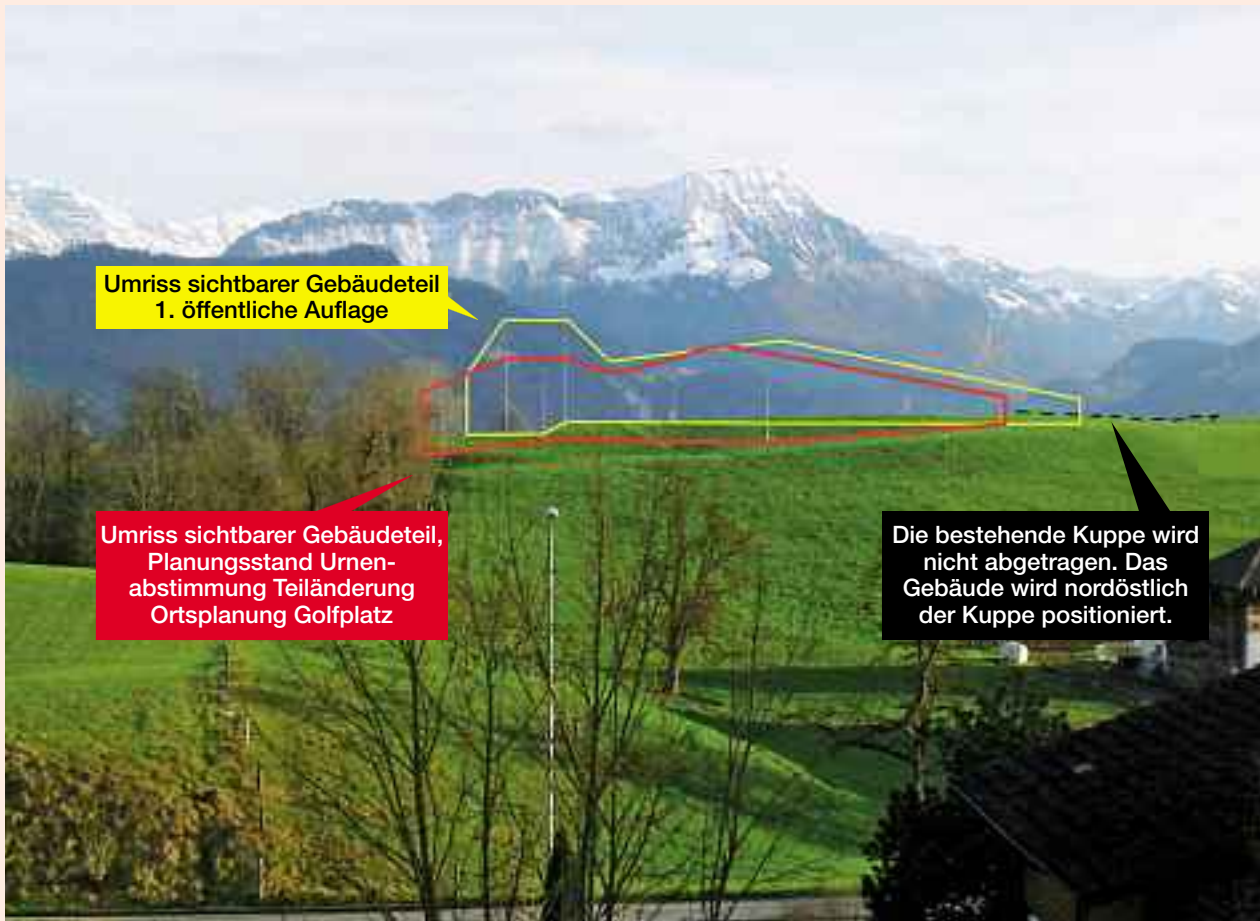 Umriss sichtbarer Gebäudeteil
1. öffentliche Auflage
Umriss sichtbarer Gebäudeteil,
Planungsstand Urnen-
abstimmung Teiländerung
Ortsplanung Golfplatz
Die bestehende Kuppe wird
nicht abgetragen. Das
Gebäude wird nordöstlich
der Kuppe positioniert.